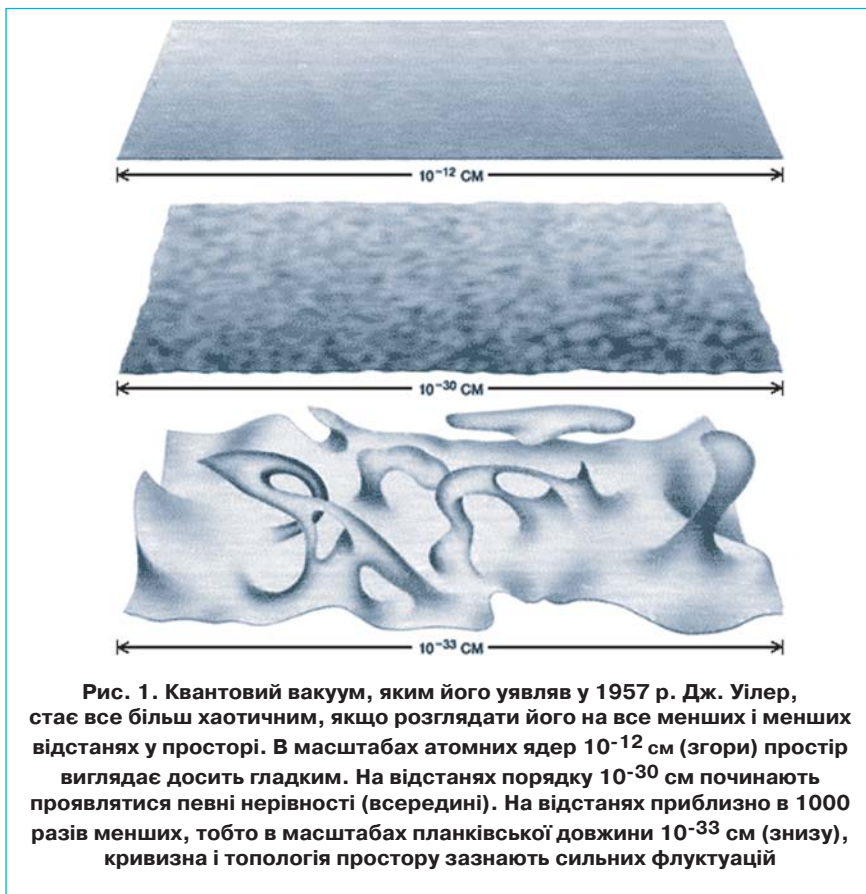 10⁻¹² СМ
10⁻³⁰ СМ
10⁻³³ СМ
Рис. 1. Квантовий вакуум, яким його уявляв у 1957 р. Дж. Уілер,
стає все більш хаотичним, якщо розглядати його на все менших і менших
відстанях у просторі. В масштабах атомних ядер 10⁻¹² см (згори) простір
виглядає досить гладким. На відстанях порядку 10⁻³⁰ см починають
проявлятися певні нерівності (всередині). На відстанях приблизно в 1000
разів менших, тобто в масштабах планківської довжини 10⁻³³ см (знизу),
кривизна і топологія простору зазнають сильних флуктуацій